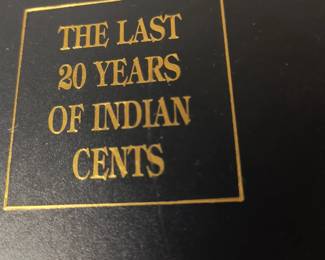 THE LAST
20 YEARS
OF INDIAN
CENTS